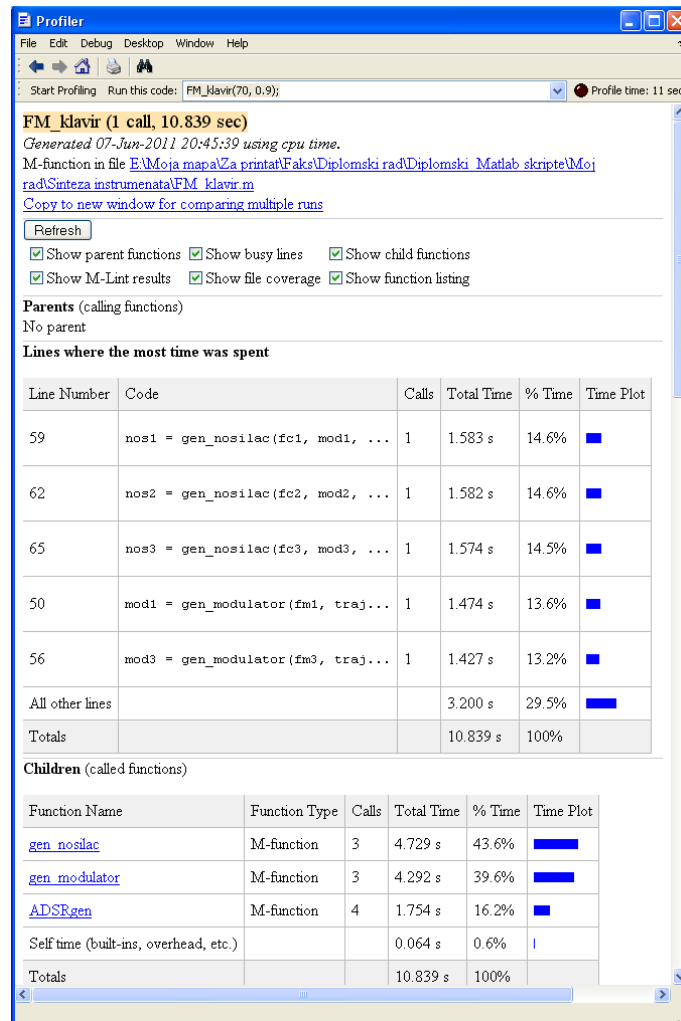 Profiler
File Edit Debug Desktop Window Help
Start Profiling Run this code: FM_klavir(70, 0.9); Profile time: 11 sec
FM_klavir (1 call, 10.839 sec)
Generated 07-Jun-2011 20:45:39 using cpu time.
M-function in file E:\Moja mapa\Za printat\Faks\Diplomski rad\Diplomski_Matlab skripte\Moj
rad\Sinteza instrumenata\FM_klavir.m
Copy to new window for comparing multiple runs
Refresh
Show parent functions Show busy lines Show child functions
Show M-Lint results Show file coverage Show function listing
Parents (calling functions)
No parent
Lines where the most time was spent
Line Number Code Calls Total Time % Time Time Plot
59 nos1 = gen_nosilac(fc1, mod1, ... 1 1.583 s 14.6%
62 nos2 = gen_nosilac(fc2, mod2, ... 1 1.582 s 14.6%
65 nos3 = gen_nosilac(fc3, mod3, ... 1 1.574 s 14.5%
50 mod1 = gen_modulator(fm1, traj... 1 1.474 s 13.6%
56 mod3 = gen_modulator(fm3, traj... 1 1.427 s 13.2%
All other lines 3.200 s 29.5%
Totals 10.839 s 100%
Children (called functions)
Function Name Function Type Calls Total Time % Time Time Plot
gen_nosilac M-function 3 4.729 s 43.6%
gen_modulator M-function 3 4.292 s 39.6%
ADSRgen M-function 4 1.754 s 16.2%
Self time (built-ins, overhead, etc.) 0.064 s 0.6%
Totals 10.839 s 100%